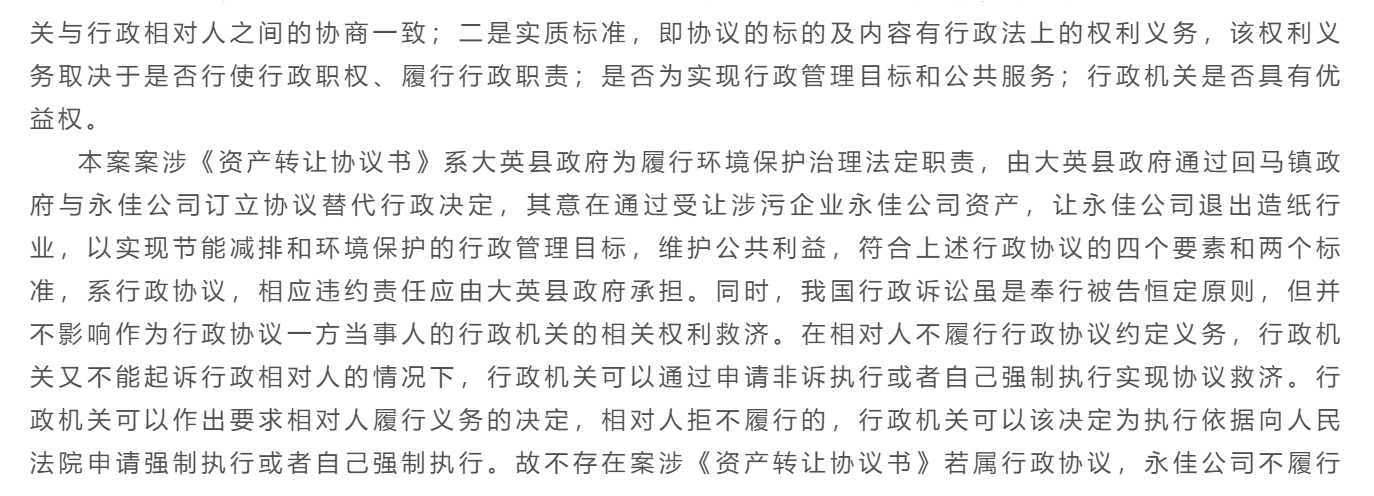 关与行政相对人之间的协商一致；二是实质标准，即协议的标的及内容有行政法上的权利义务，该权利义
务取决于是否行使行政职权、履行行政职责；是否为实现行政管理目标和公共服务；行政机关是否具有优
益权。
本案案涉《资产转让协议书》系大英县政府为履行环境保护治理法定职责，由大英县政府通过回马镇政
府与永佳公司订立协议替代行政决定，其意在通过受让涉污企业永佳公司资产，让永佳公司退出造纸行
业，以实现节能减排和环境保护的行政管理目标，维护公共利益，符合上述行政协议的四个要素和两个标
准，系行政协议，相应违约责任应由大英县政府承担。同时，我国行政诉讼虽是奉行被告恒定原则，但并
不影响作为行政协议一方当事人的行政机关的相关权利救济。在相对人不履行行政协议约定义务，行政机
关又不能起诉行政相对人的情况下，行政机关可以通过申请非诉执行或者自己强制执行实现协议救济。行
政机关可以作出要求相对人履行义务的决定，相对人拒不履行的，行政机关可以该决定为执行依据向人民
法院申请强制执行或者自己强制执行。故不存在案涉《资产转让协议书》若属行政协议，永佳公司不履行